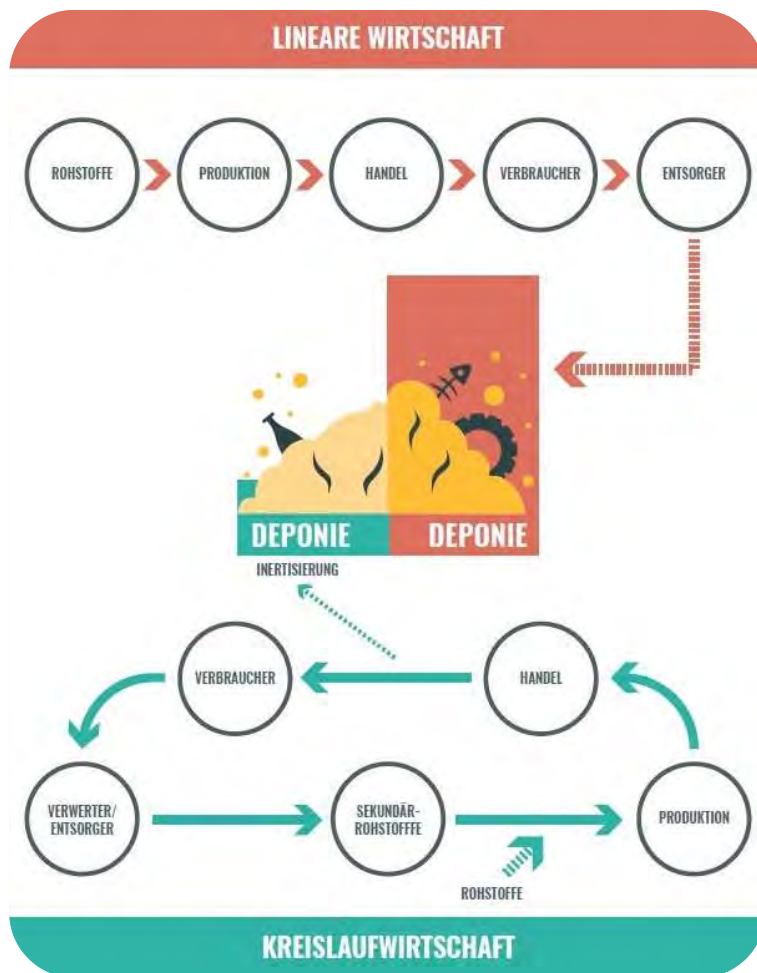 LINEARE WIRTSCHAFT
ROHSTOFFE
PRODUKTION
HANDEL
VERBRAUCHER
ENTSORGER
DEPONIE
DEPONIE
INERTISIERUNG
VERBRAUCHER
HANDEL
VERWERTER/
ENTSORGER
SEKUNDÄR-
ROHSTOFFFE
PRODUKTION
ROHSTOFFE
KREISLAUFWIRTSCHAFT